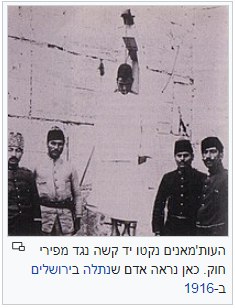 העות'מאנים נקטו יד קשה נגד מפירי
חוק. כאן נראה אדם שנתלה בירושלים
ב-1916